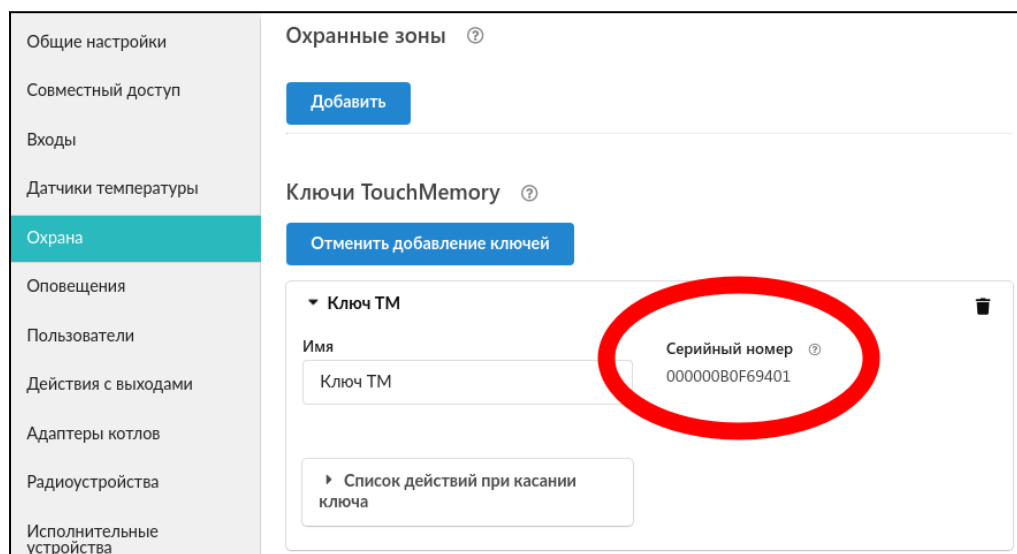 Общие настройки
Совместный доступ
Входы
Датчики температуры
Охрана
Оповещения
Пользователи
Действия с выходами
Адаптеры котлов
Радиоустройства
Исполнительные
устройства
Охранные зоны ?
Добавить
Ключи TouchMemory ?
Отменить добавление ключей
Ключ ТМ
Имя
Ключ ТМ
Серийный номер ?
000000B0F69401
Список действий при касании
ключа